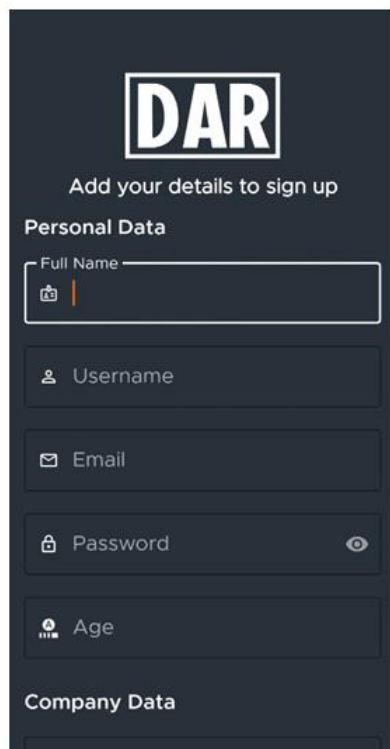 DAR
Add your details to sign up
Personal Data
Full Name
Username
Email
Password
Age
Company Data